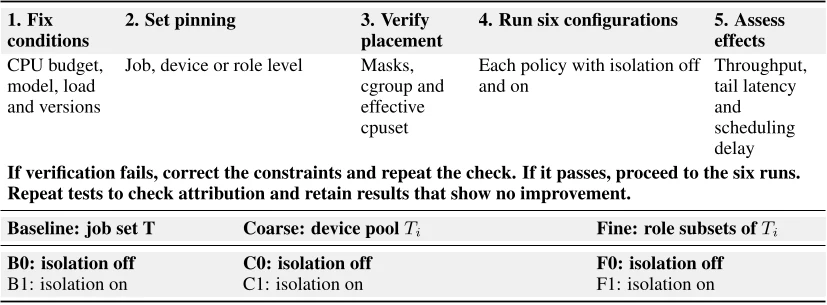 1. Fix conditions
2. Set pinning
3. Verify placement
4. Run six configurations
5. Assess effects
CPU budget, model, load and versions
Job, device or role level
Masks, cgroup and effective cpuset
Each policy with isolation off and on
Throughput, tail latency and scheduling delay
If verification fails, correct the constraints and repeat the check. If it passes, proceed to the six runs.
Repeat tests to check attribution and retain results that show no improvement.
Baseline: job set T
Coarse: device pool T_i
Fine: role subsets of T_i
B0: isolation off
C0: isolation off
F0: isolation off
B1: isolation on
C1: isolation on
F1: isolation on